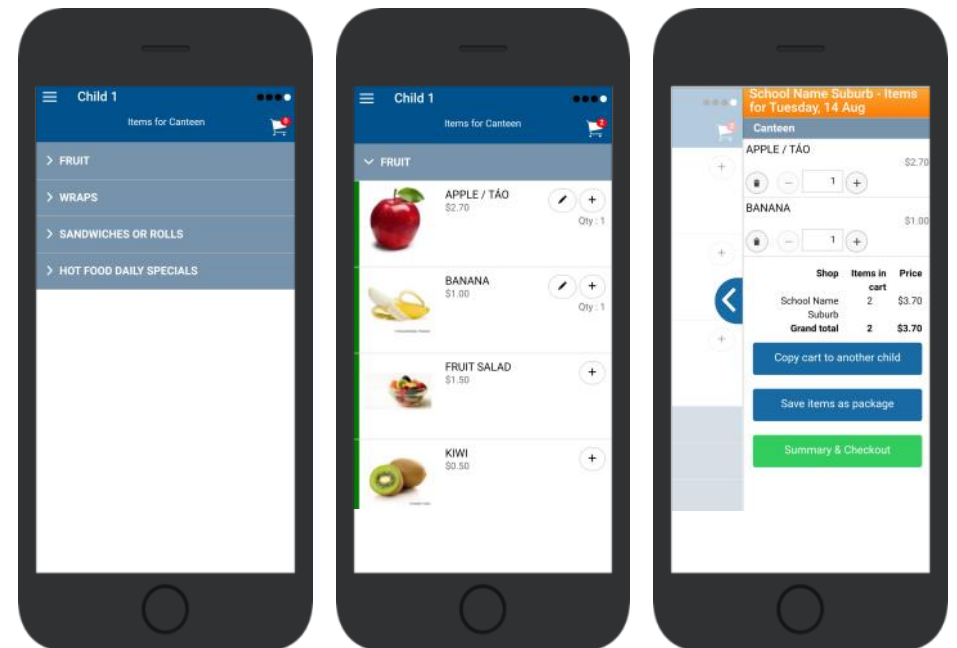 Child 1
Items for Canteen
FRUIT
WRAPS
SANDWICHES OR ROLLS
HOT FOOD DAILY SPECIALS
Child 1
Items for Canteen
FRUIT
APPLE / TÁO
$2.70
Qty : 1
BANANA
$1.00
Qty : 1
FRUIT SALAD
$1.50
KIWI
$0.50
School Name Suburb - Items
for Tuesday, 14 Aug
Canteen
APPLE / TÁO
$2.70
1
BANANA
$1.00
1
Shop Items in Price
cart
School Name 2 $3.70
Suburb
Grand total 2 $3.70
Copy cart to another child
Save items as package
Summary & Checkout